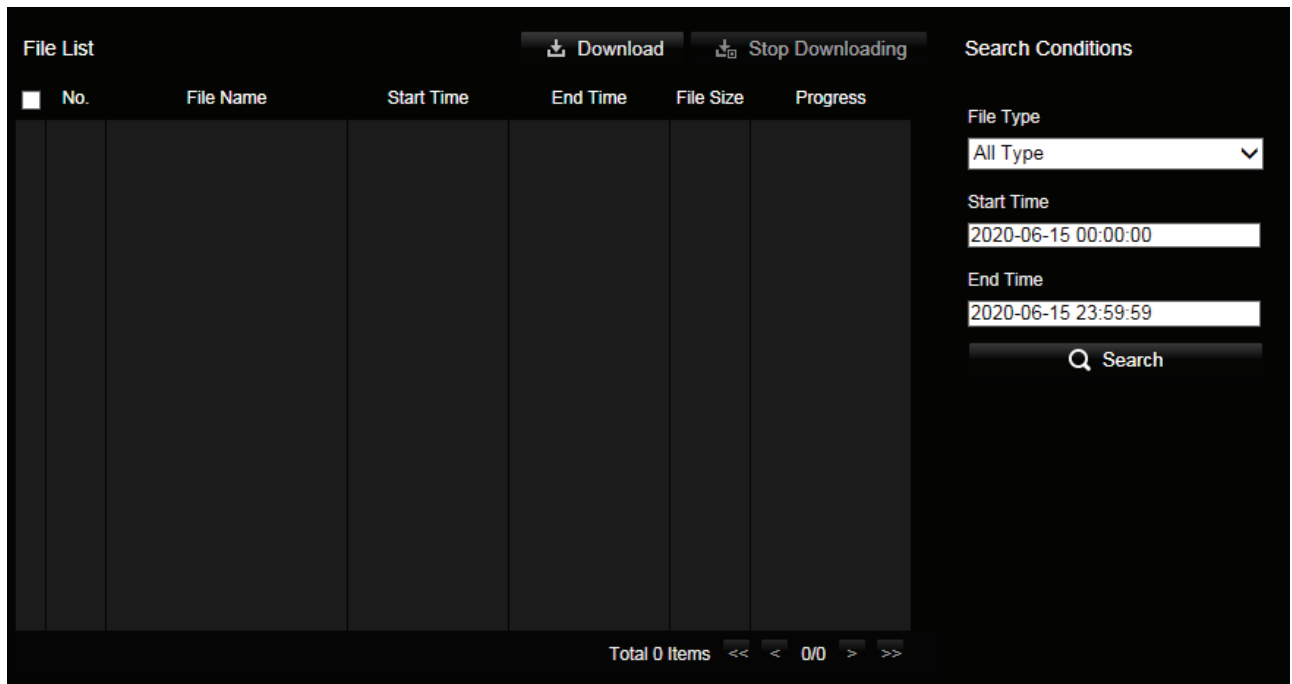 File List Download Stop Downloading Search Conditions
No. File Name Start Time End Time File Size Progress
File Type
All Type
Start Time
2020-06-15 00:00:00
End Time
2020-06-15 23:59:59
Search
Total 0 Items << < 0/0 > >>